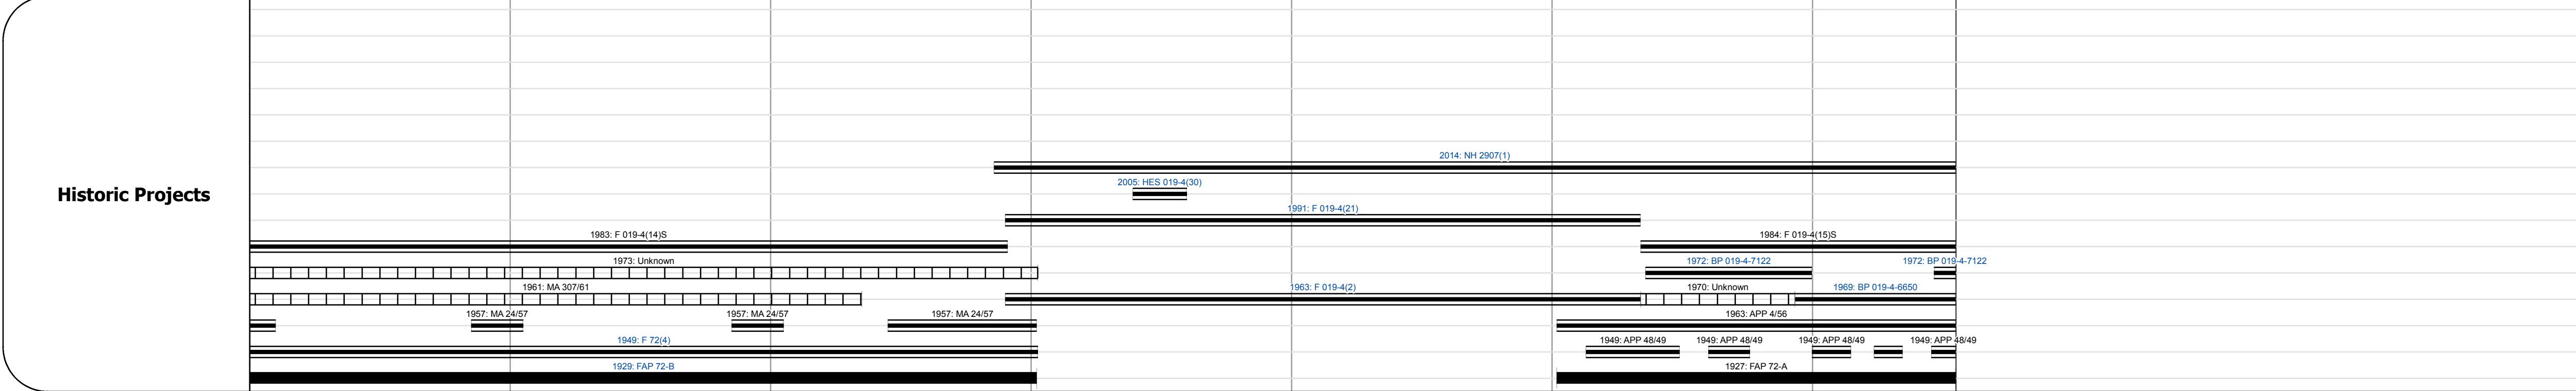 2014: NH 2907(1)
2005: HES 019-4(30)
Historic Projects
1991: F 019-4(21)
1983: F 019-4(14)S
1984: F 019-4(15)S
1973: Unknown
1972: BP 019-4-7122
1972: BP 019-4-7122
1961: MA 307/61
1963: F 019-4(2)
1970: Unknown
1969: BP 019-4-6650
1957: MA 24/57
1957: MA 24/57
1957: MA 24/57
1963: APP 4/56
1949: F 72(4)
1949: APP 48/49
1949: APP 48/49
1949: APP 48/49
1949: APP 48/49
1929: FAP 72-B
1927: FAP 72-A